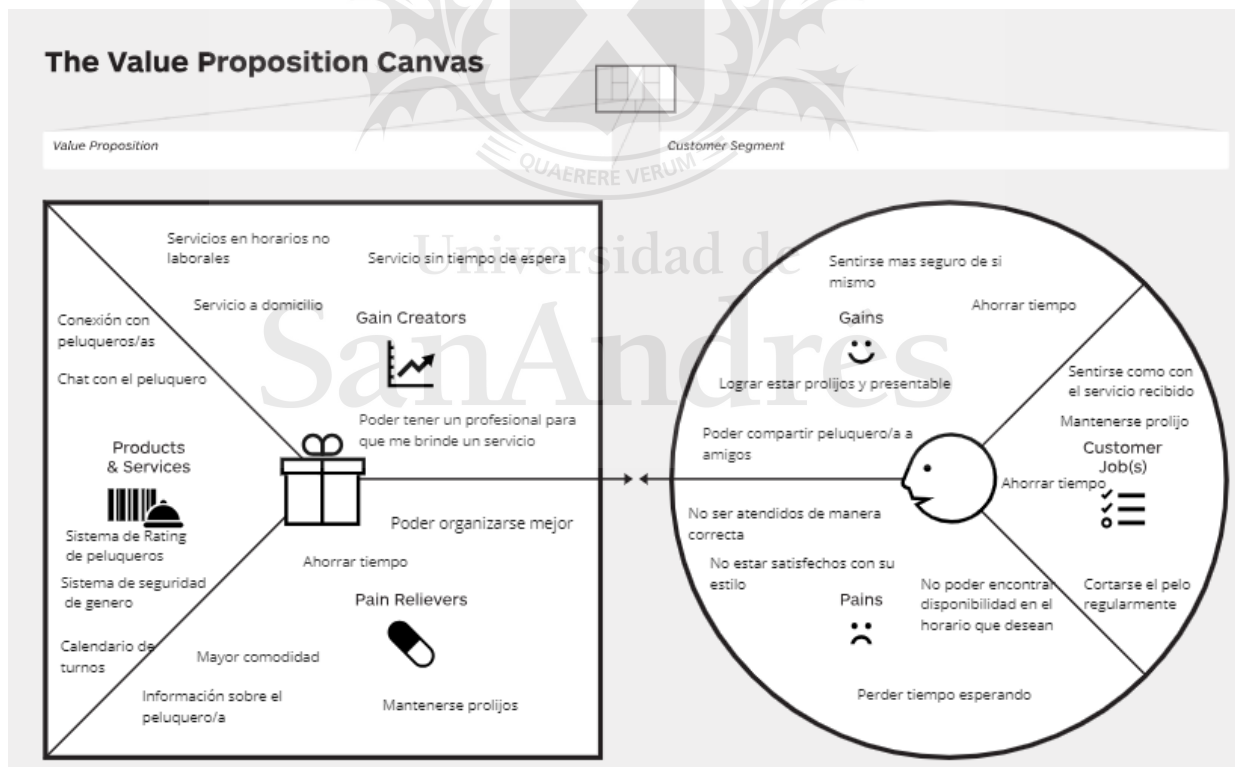 The Value Proposition Canvas
Value Proposition
Customer Segment
QUAERERE VERUM
Universidad de
SanAndrés
Servicios en horarios no
laborales
Servicio sin tiempo de espera
Servicio a domicilio
Gain Creators
Conexión con
peluqueros/as
Chat con el peluquero
Poder tener un profesional para
que me brinde un servicio
Products
& Services
Sistema de Rating
de peluqueros
Sistema de seguridad
de genero
Calendario de
turnos
Poder organizarse mejor
Ahorrar tiempo
Pain Relievers
Mayor comodidad
Información sobre el
peluquero/a
Mantenerse prolijos
Sentirse mas seguro de si
mismo
Ahorrar tiempo
Gains
Lograr estar prolijos y presentable
Poder compartir peluquero/a a
amigos
Sentirse como con
el servicio recibido
Mantenerse prolijo
Customer
Job(s)
Ahorrar tiempo
Cortarse el pelo
regularmente
No ser atendidos de manera
correcta
No estar satisfechos con su
estilo
Pains
No poder encontrar
disponibilidad en el
horario que desean
Perder tiempo esperando